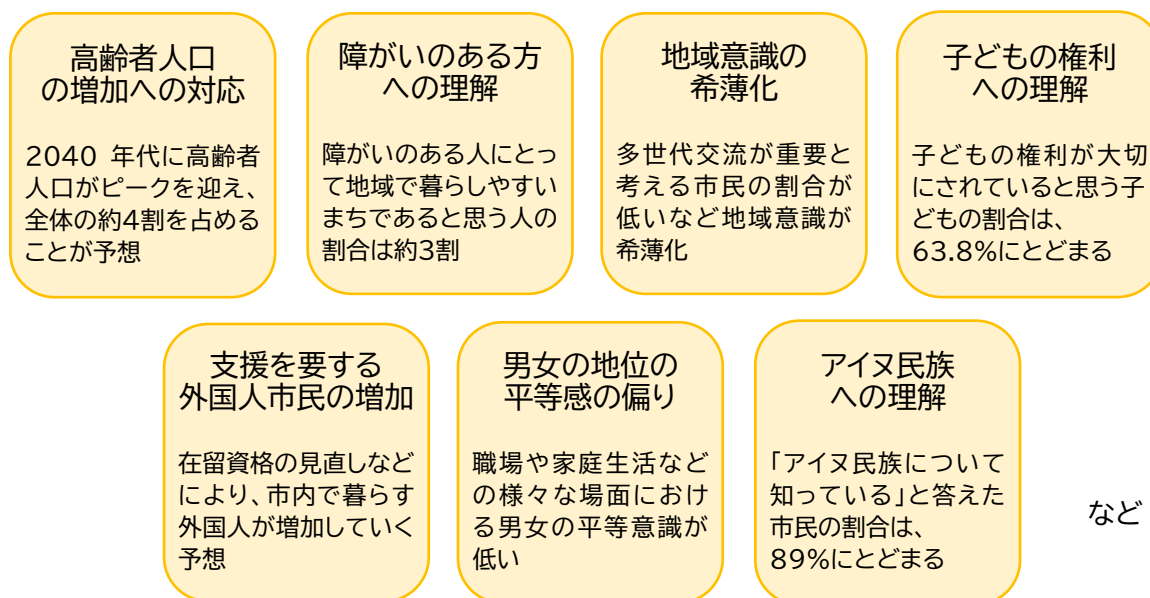 高齢者人口
の増加への対応
2040 年代に高齢者
人口がピークを迎え、
全体の約4割を占める
ことが予想
障がいのある方
への理解
障がいのある人にとっ
て地域で暮らしやすい
まちであると思う人の
割合は約3割
地域意識の
希薄化
多世代交流が重要と
考える市民の割合が
低いなど地域意識が
希薄化
子どもの権利
への理解
子どもの権利が大切
にされていると思う子
どもの割合は、
63.8%にとどまる
支援を要する
外国人市民の増加
在留資格の見直しなど
により、市内で暮らす
外国人が増加していく
予想
男女の地位の
平等感の偏り
職場や家庭生活など
の様々な場面におけ
る男女の平等意識が
低い
アイヌ民族
への理解
「アイヌ民族について
知っている」と答えた
市民の割合は、
89%にとどまる
など